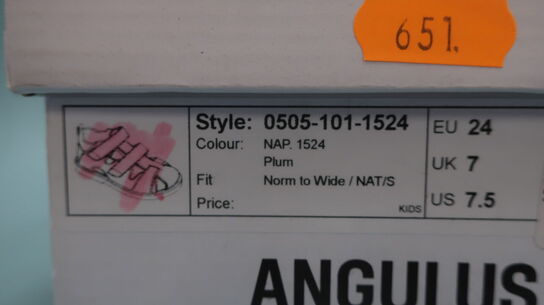 651.
Style: 0505-101-1524
Colour: NAP. 1524
Plum
Fit Norm to Wide / NAT/S
Price:
KIDS
EU 24
UK 7
US 7.5
ANGULUS